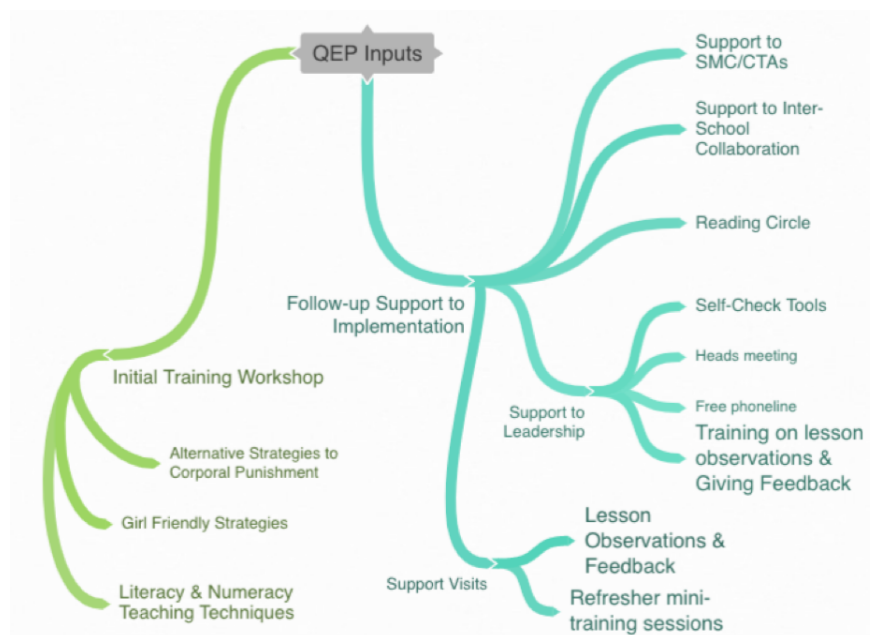 QEP Inputs
Support to
SMC/CTAs
Support to Inter-
School
Collaboration
Reading Circle
Follow-up Support to
Implementation
Self-Check Tools
Heads meeting
Free phoneline
Training on lesson
observations &
Giving Feedback
Support to
Leadership
Lesson
Observations &
Feedback
Refresher mini-
training sessions
Support Visits
Initial Training Workshop
Alternative Strategies to
Corporal Punishment
Girl Friendly Strategies
Literacy & Numeracy
Teaching Techniques